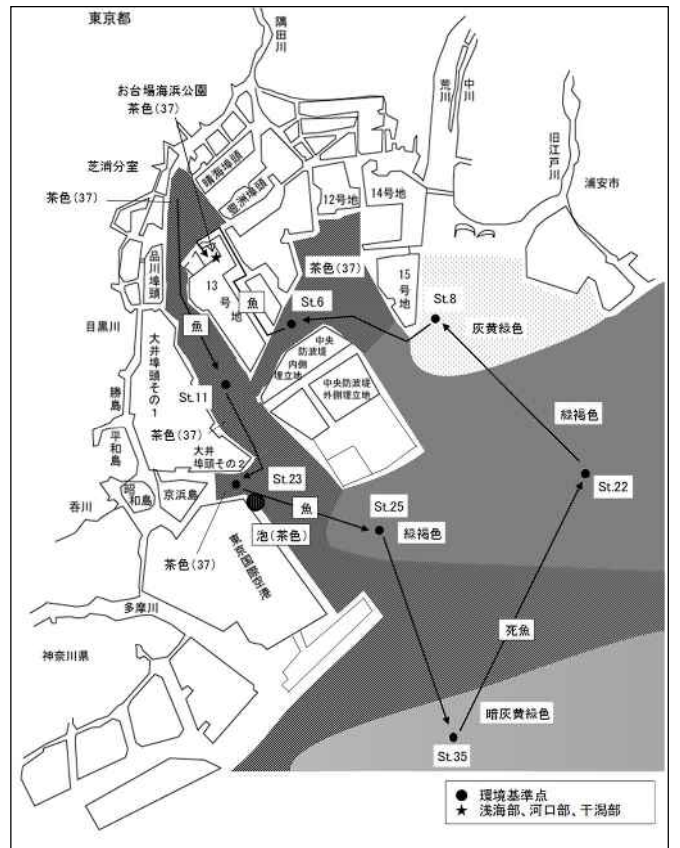 東京都
隅田川
お台場海浜公園
茶色(37)
荒川
中川
旧江戸川
浦安市
芝浦分室
晴海埠頭
豊洲埠頭
12号地
14号地
茶色(37)
品川埠頭
13号地
魚
茶色(37)
St.6
15号地
St.8
灰黄緑色
目黒川
魚
中央防波堤内側埋立地
中央防波堤外側埋立地
大井埠頭その1
St.11
勝島
平和島
茶色(37)
大井埠頭その2
緑褐色
St.22
昭和島
京浜島
St.23
呑川
魚
St.25
緑褐色
泡(茶色)
茶色(37)
東京国際空港
多摩川
死魚
神奈川県
暗灰黄緑色
St.35
● 環境基準点
★ 浅海部、河口部、干潟部